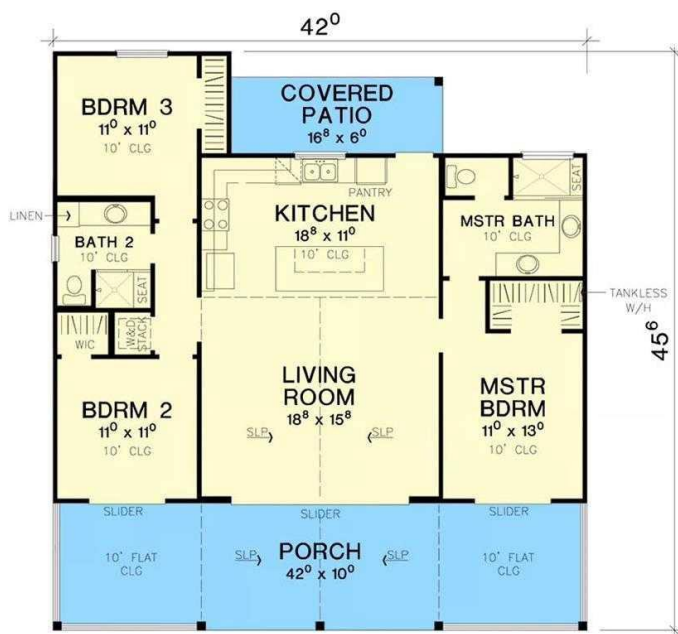 42⁰
BDRM 3
11⁰ x 11⁰
10' CLG
COVERED
PATIO
16⁸ x 6⁰
PANTRY
LINEN
BATH 2
10' CLG
SEAT
KITCHEN
18⁸ x 11⁰
10' CLG
SEAT
MSTR BATH
10' CLG
TANKLESS
W/H
45⁶
WIC
W&D
STACK
BDRM 2
11⁰ x 11⁰
10' CLG
LIVING
ROOM
18⁸ x 15⁸
SLP
SLP
MSTR
BDRM
11⁰ x 13⁰
10' CLG
SLIDER
SLIDER
SLIDER
10' FLAT
CLG
SLP
PORCH
42⁰ x 10⁰
SLP
10' FLAT
CLG